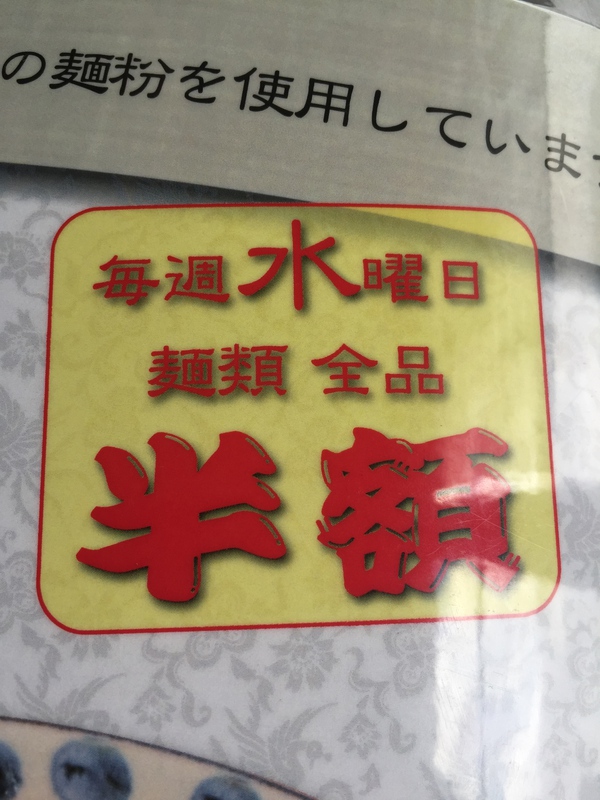 の麺粉を使用しています
毎週水曜日
麺類 全品
半額